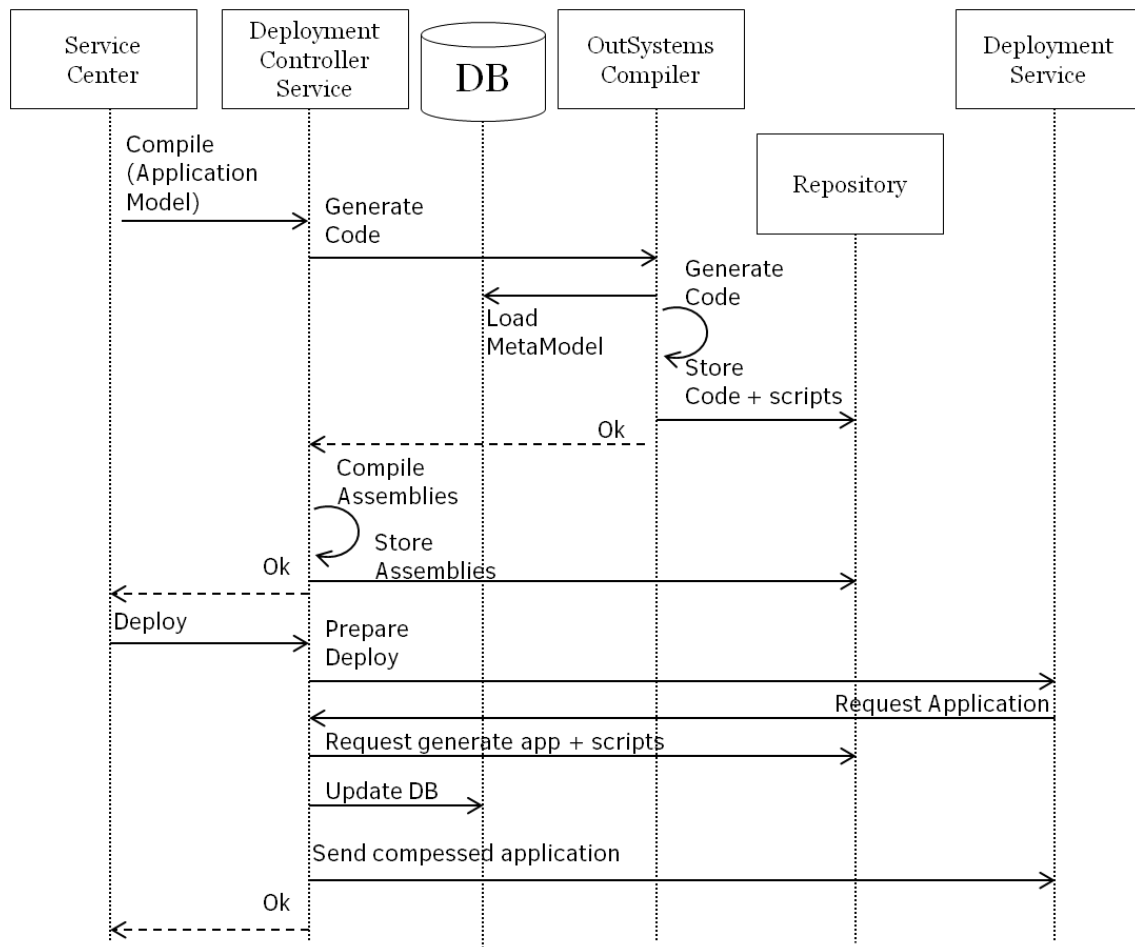 Service
Center
Deployment
Controller
Service
DB
OutSystems
Compiler
Deployment
Service
Repository
Compile
(Application
Model)
Generate
Code
Generate
Code
Load
MetaModel
Store
Code + scripts
Ok
Compile
Assemblies
Store
Assemblies
Ok
Deploy
Prepare
Deploy
Request Application
Request generate app + scripts
Update DB
Send compessed application
Ok